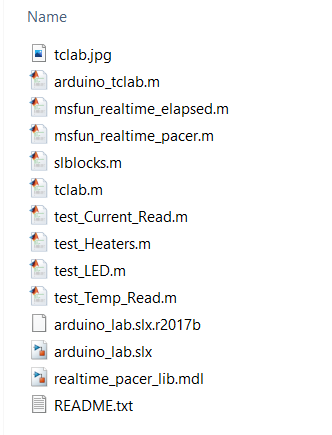 Name
tclab.jpg
arduino_tclab.m
msfun_realtime_elapsed.m
msfun_realtime_pacer.m
slblocks.m
tclab.m
test_Current_Read.m
test_Heaters.m
test_LED.m
test_Temp_Read.m
arduino_lab.slx.r2017b
arduino_lab.slx
realtime_pacer_lib.mdl
README.txt